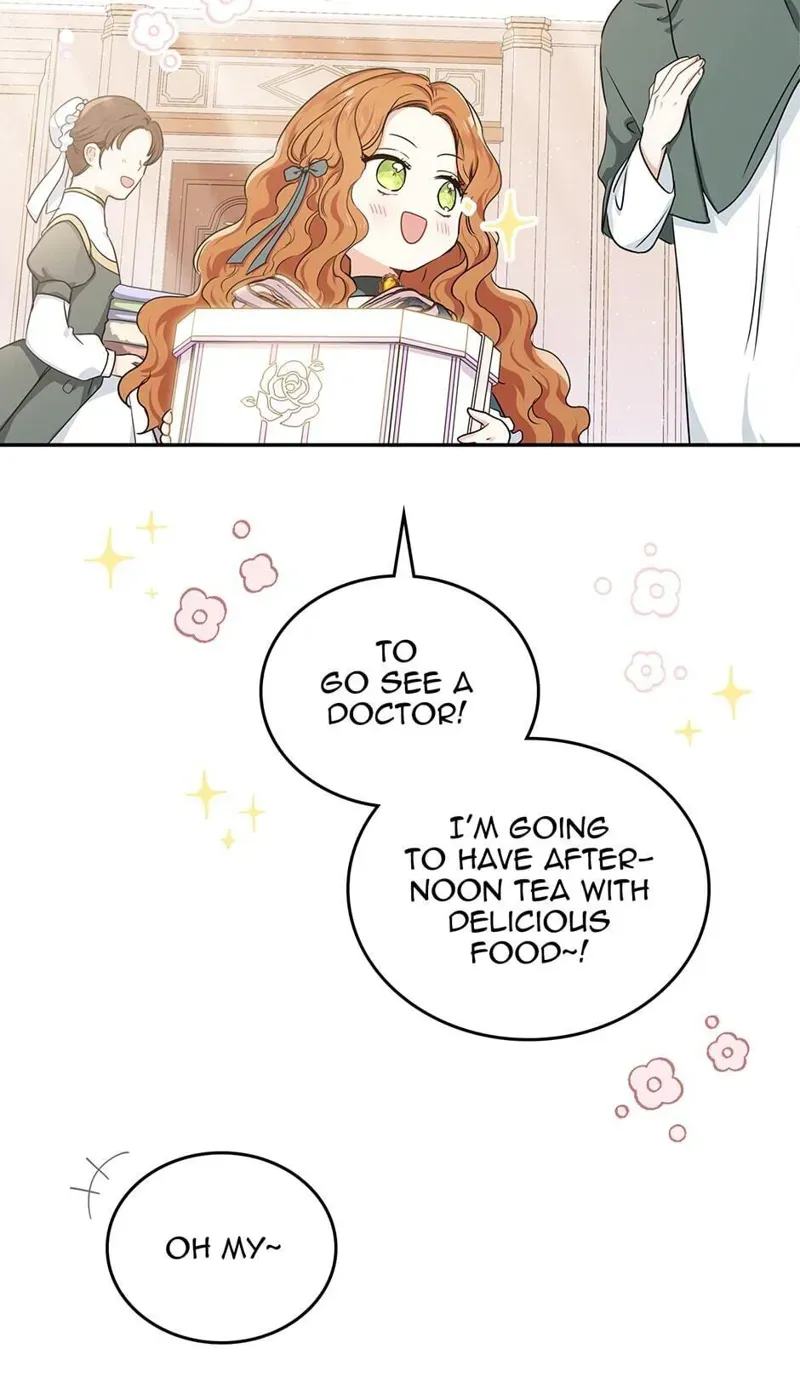 TO
GO SEE A
DOCTOR!
I'M GOING
TO HAVE AFTER-
NOON TEA WITH
DELICIOUS
FOOD~!
OH MY~